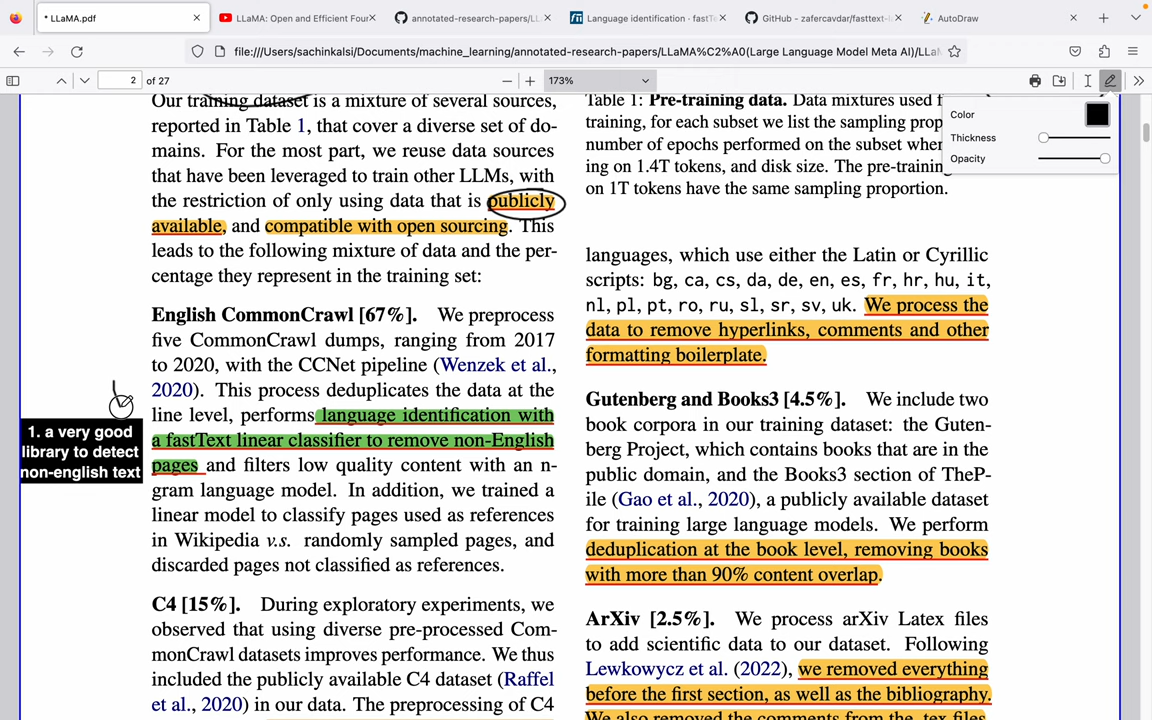 * LLaMA.pdf
LLaMA: Open and Efficient Four
annotated-research-papers/LL
Language identification · fastTe
GitHub - zafercavdar/fasttext-l
AutoDraw
file:///Users/sachinkalsi/Documents/machine_learning/annotated-research-papers/LLaMA%C2%A0(Large Language Model Meta AI)/LLa
2 of 27
173%
Color
Thickness
Opacity
Our training dataset is a mixture of several sources,
reported in Table 1, that cover a diverse set of do-
mains. For the most part, we reuse data sources
that have been leveraged to train other LLMs, with
the restriction of only using data that is publicly
available, and compatible with open sourcing. This
leads to the following mixture of data and the per-
centage they represent in the training set:
English CommonCrawl [67%]. We preprocess
five CommonCrawl dumps, ranging from 2017
to 2020, with the CCNet pipeline (Wenzek et al.,
2020). This process deduplicates the data at the
line level, performs language identification with
a fastText linear classifier to remove non-English
pages and filters low quality content with an n-
gram language model. In addition, we trained a
linear model to classify pages used as references
in Wikipedia v.s. randomly sampled pages, and
discarded pages not classified as references.
C4 [15%]. During exploratory experiments, we
observed that using diverse pre-processed Com-
monCrawl datasets improves performance. We thus
included the publicly available C4 dataset (Raffel
et al., 2020) in our data. The preprocessing of C4
1. a very good
library to detect
non-english text
Table 1: Pre-training data. Data mixtures used f
training, for each subset we list the sampling prop
number of epochs performed on the subset when
ing on 1.4T tokens, and disk size. The pre-training
on 1T tokens have the same sampling proportion.
languages, which use either the Latin or Cyrillic
scripts: bg, ca, cs, da, de, en, es, fr, hr, hu, it,
nl, pl, pt, ro, ru, sl, sr, sv, uk. We process the
data to remove hyperlinks, comments and other
formatting boilerplate.
Gutenberg and Books3 [4.5%]. We include two
book corpora in our training dataset: the Guten-
berg Project, which contains books that are in the
public domain, and the Books3 section of TheP-
ile (Gao et al., 2020), a publicly available dataset
for training large language models. We perform
deduplication at the book level, removing books
with more than 90% content overlap.
ArXiv [2.5%]. We process arXiv Latex files
to add scientific data to our dataset. Following
Lewkowycz et al. (2022), we removed everything
before the first section, as well as the bibliography.
We also removed the comments from the .tex files